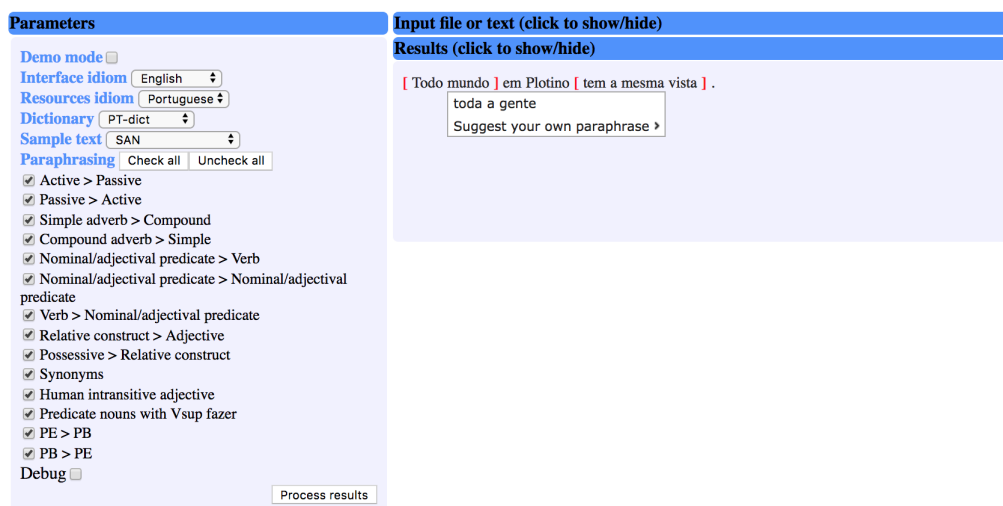 Parameters
Demo mode
Interface idiom English
Resources idiom Portuguese
Dictionary PT-dict
Sample text SAN
Paraphrasing Check all Uncheck all
Active > Passive
Passive > Active
Simple adverb > Compound
Compound adverb > Simple
Nominal/adjectival predicate > Verb
Nominal/adjectival predicate > Nominal/adjectival
predicate
Verb > Nominal/adjectival predicate
Relative construct > Adjective
Possessive > Relative construct
Synonyms
Human intransitive adjective
Predicate nouns with Vsup fazer
PE > PB
PB > PE
Debug
Process results
Input file or text (click to show/hide)
Results (click to show/hide)
[ Todo mundo ] em Plotino [ tem a mesma vista ] .
toda a gente
Suggest your own paraphrase >